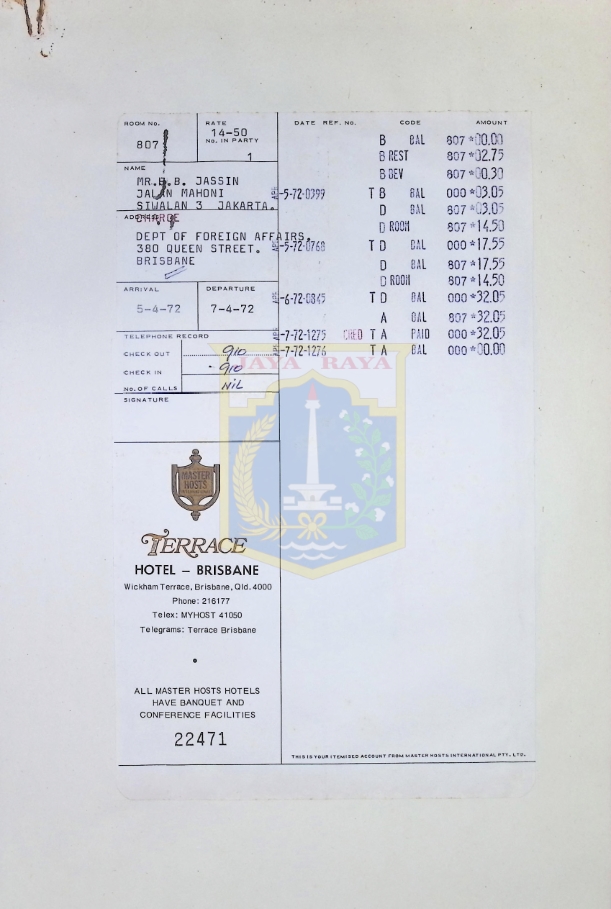 ROOM No.
807
RATE
14-50
No. IN PARTY
1
NAME
MR.H.B. JASSIN
JALAN MAHONI
SIWALAN 3 JAKARTA.
CHARGE
DEPT OF FOREIGN AFFAIRS.
380 QUEEN STREET.
BRISBANE
ARRIVAL
5-4-72
DEPARTURE
7-4-72
TELEPHONE RECORD
CHECK OUT 910
CHECK IN - 910
No. OF CALLS NIL
SIGNATURE
MASTER
HOSTS
TERRACE
HOTEL – BRISBANE
Wickham Terrace, Brisbane, Qld. 4000
Phone: 216177
Telex: MYHOST 41050
Telegrams: Terrace Brisbane
ALL MASTER HOSTS HOTELS
HAVE BANQUET AND
CONFERENCE FACILITIES
22471
DATE REF. No. CODE AMOUNT
B BAL 807 *00.00
B REST 807 *02.75
B BEV 807 *00.30
-5-72-0399 T B BAL 000 *03.05
D BAL 807 *03.05
D ROOM 807 *14.50
-5-72-0768 T D BAL 000 *17.55
D BAL 807 *17.55
D ROOM 807 *14.50
-6-72-0845 T D BAL 000 *32.05
A BAL 807 *32.05
-7-72-1275 CRED T A PAID 000 *32.05
-7-72-1276 T A BAL 000 *00.00
JAYA RAYA
THIS IS YOUR ITEMISED ACCOUNT FROM MASTER HOSTS INTERNATIONAL PTY. LTD.